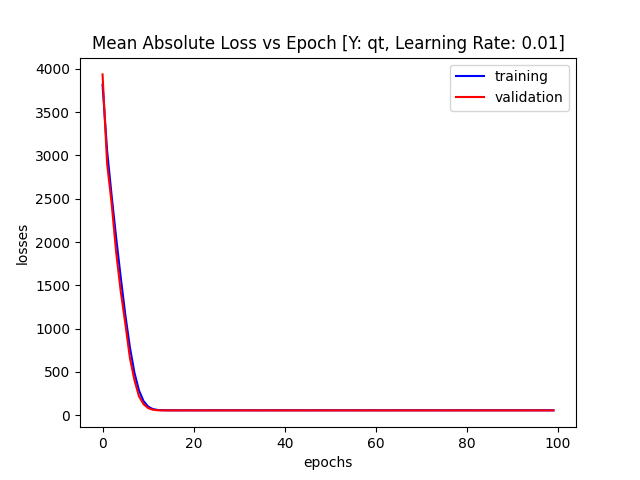 Mean Absolute Loss vs Epoch [Y: qt, Learning Rate: 0.01]
training
validation
losses
4000
3500
3000
2500
2000
1500
1000
500
0
0 20 40 60 80 100
epochs